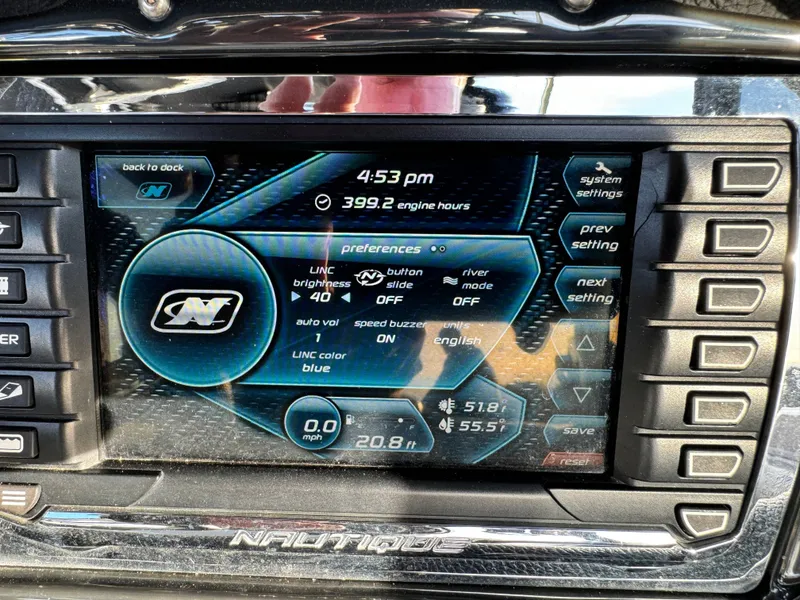 back to dock
4:53 pm
399.2 engine hours
system
settings
prev
setting
next
setting
save
reset
preferences
LINC
brightness
40
button
slide
OFF
river
mode
OFF
auto vol
1
speed buzzer
ON
units
english
LINC color
blue
0.0
mph
E
F
20.8 ft
51.8°F
55.5°F
ER
NAUTIQUE